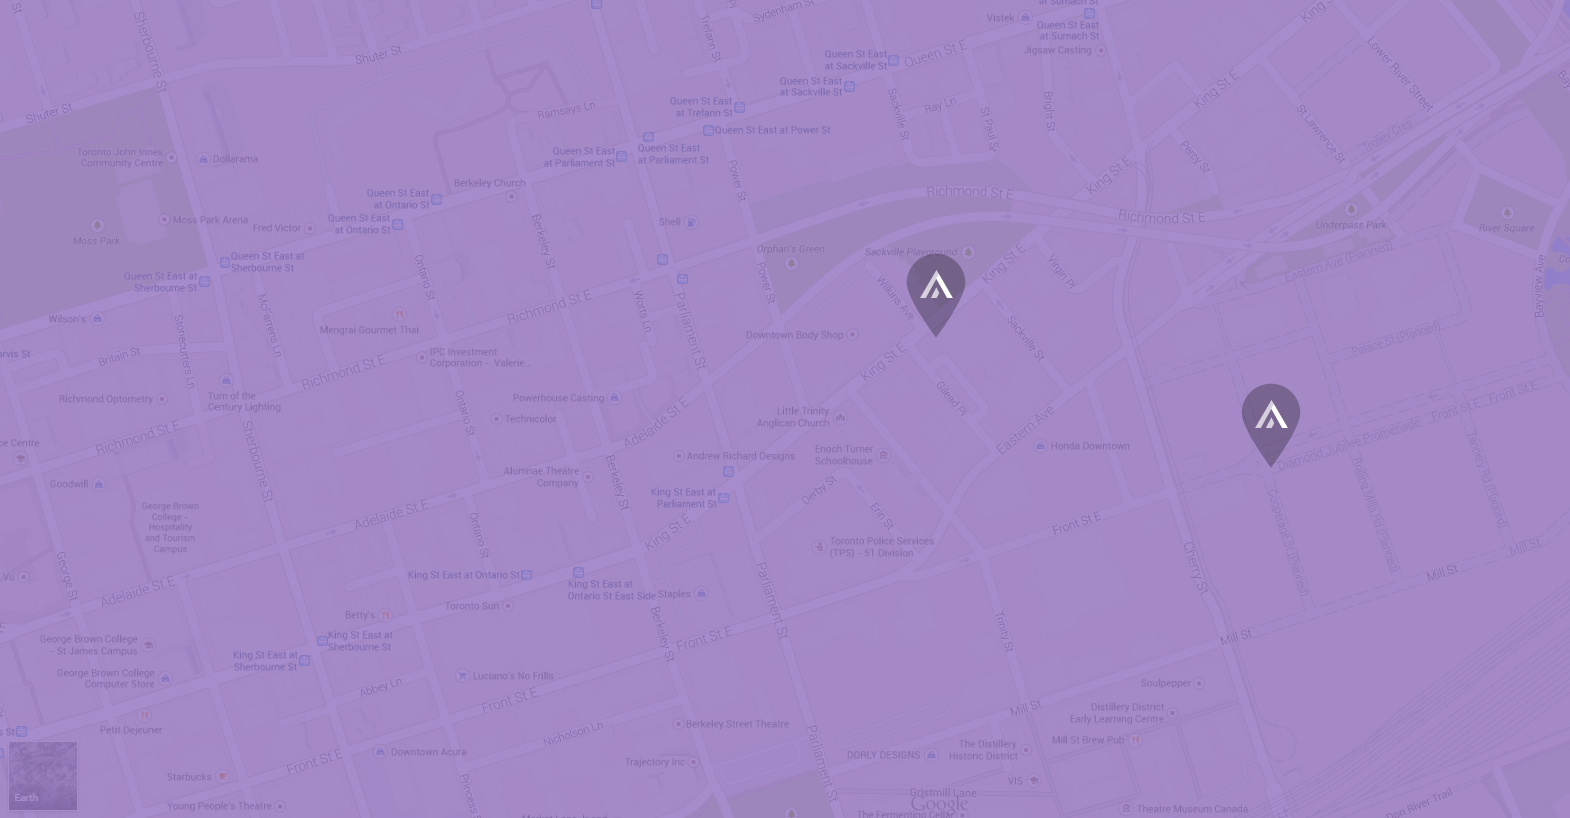 Sydenham St
Vistek
at Sumach St
Queen St East
at Sumach St
Jigsaw Casting
King St E
Lower River Street
Sherbourne St
Shuter St
Trefann St
Queen St East
at Sackville St
Queen St E
Queen St East
at Sackville St
Shuter St
Ramsays Ln
Queen St East
at Trefann St
Queen St East at Power St
Sackville St
Ray Ln
St Paul St
Bright St
King St E
St Lawrence St
Trolley Cres
Toronto John Innes
Community Centre
Dollarama
Queen St East
at Parliament St
Queen St East
at Parliament St
Power St
Percy St
King St E
Berkeley Church
Queen St East
at Ontario St
Richmond St E
Richmond St E
Moss Park Arena
Fred Victor
Queen St East
at Ontario St
Shell
Underpass Park
River Square
Moss Park
Berkeley St
Orphan's Green
Sackville Playground
Eastern Ave (Planned)
Queen St East at
Sherbourne St
Queen St East at
Sherbourne St
Ontario St
Power St
King St E
Virgin Pl
Bayview Ave
Wilson's
McFarrens Ln
Stonecutters Ln
Richmond St E
Worts Ln
Parliament St
Wilkins Ave
Mengrai Gourmet Thai
Downtown Body Shop
Sackville St
Palace St (Planned)
Jarvis St
Britain St
IPC Investment
Corporation - Valerie...
King St E
Richmond St E
Richmond Optometry
Turn of the
Century Lighting
Powerhouse Casting
Gilead Pl
Front St E
Front St E
Ontario St
Technicolor
Adelaide St E
Little Trinity
Anglican Church
Eastern Ave
Diamond Jubilee Promenade
Richmond St E
ce Centre
Sherbourne St
Andrew Richard Designs
Enoch Turner
Schoolhouse
Honda Downtown
Goodwill
Alumnae Theatre
Company
Berkeley St
King St East at
Parliament St
Derby St
Erin St
George Brown
College -
Hospitality
and Tourism
Campus
Adelaide St E
Ontario St
King St E
Front St E
Toronto Police Services
(TPS) - 51 Division
Cherry St
Mill St
Mill St
Vu
George St
Adelaide St E
King St East at Ontario St
King St East at
Ontario St East Side
Staples
Parliament St
Betty's
Toronto Sun
Berkeley St
Trinity St
George Brown College
- St James Campus
King St East at
Sherbourne St
King St East at
Sherbourne St
Front St E
Mill St
George Brown College
Computer Store
Abbey Ln
Luciano's No Frills
Front St E
Soulpepper
Mill St
Distillery District
Early Learning Centre
Petit Dejeuner
Nicholson Ln
Berkeley Street Theatre
Parliament St
The Distillery
Historic District
Mill St Brew Pub
Front St E
Downtown Acura
Trajectory Inc
DORLY DESIGNS
Starbucks
Princess
VIS
Gristmill Lane
Google
Earth
Young People's Theatre
The Fermenting Cellar
Theatre Museum Canada
Don River Trail